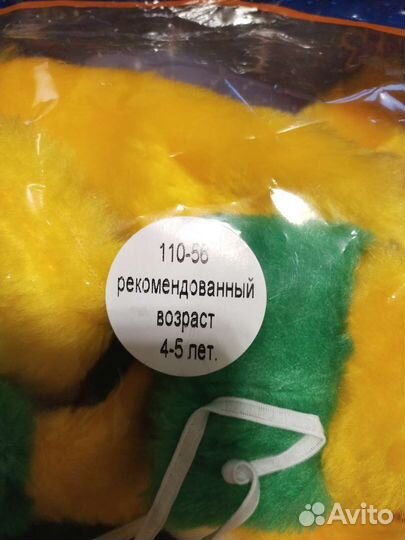 110-56
рекомендованный
возраст
4-5 лет.
Avito